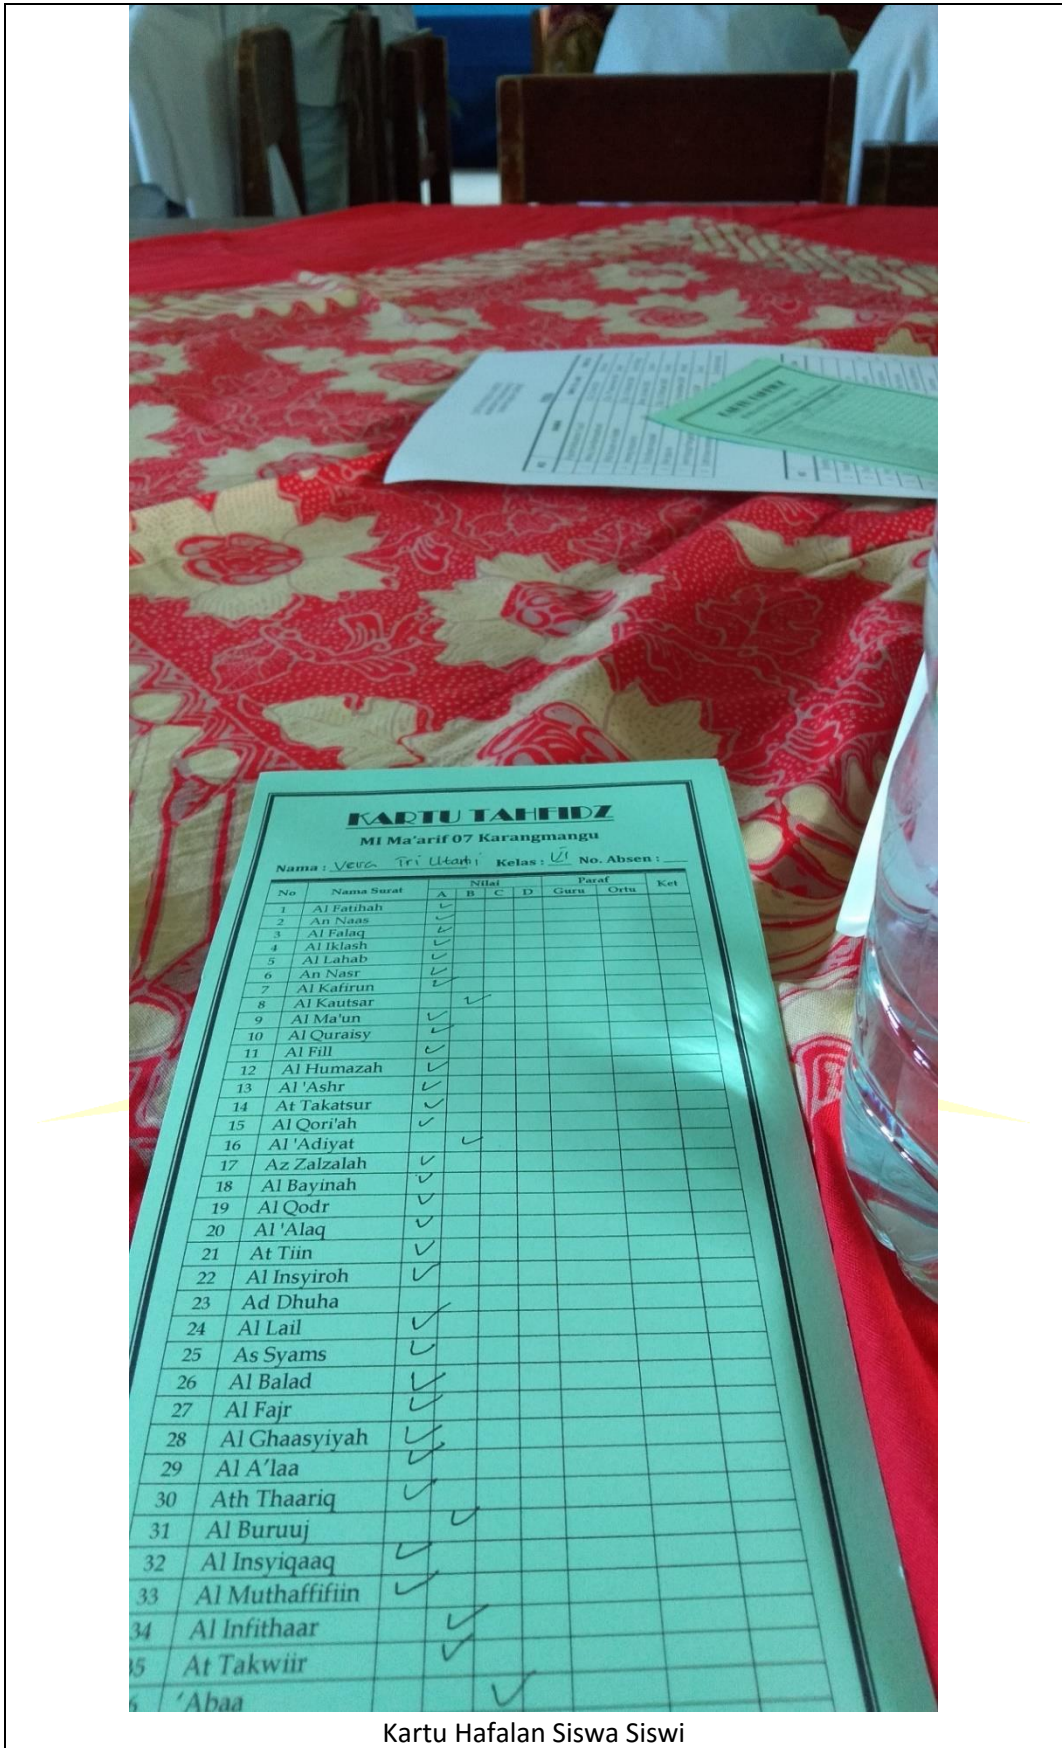 KARTU TAHFIDZ
MI Ma'arif 07 Karangmangu
Nama : Vera Tri Utami Kelas : VI No. Absen :
No Nama Surat Nilai Paraf Ket
A B C D Guru Ortu
1 Al Fatihah ✓
2 An Naas ✓
3 Al Falaq ✓
4 Al Iklash ✓
5 Al Lahab ✓
6 An Nasr ✓
7 Al Kafirun ✓
8 Al Kautsar ✓
9 Al Ma'un ✓
10 Al Quraisy ✓
11 Al Fill ✓
12 Al Humazah ✓
13 Al 'Ashr ✓
14 At Takatsur ✓
15 Al Qori'ah ✓
16 Al 'Adiyat ✓
17 Az Zalzalah ✓
18 Al Bayinah ✓
19 Al Qodr ✓
20 Al 'Alaq ✓
21 At Tiin ✓
22 Al Insyiroh ✓
23 Ad Dhuha
24 Al Lail ✓
25 As Syams ✓
26 Al Balad ✓
27 Al Fajr ✓
28 Al Ghaasyiyah ✓
29 Al A'laa ✓
30 Ath Thaariq ✓
31 Al Buruuj ✓
32 Al Insyiqaaq ✓
33 Al Muthaffifiin ✓
34 Al Infithaar ✓
35 At Takwiir ✓
6 'Abaa ✓
KARTU TAHFIDZ
Kartu Hafalan Siswa Siswi